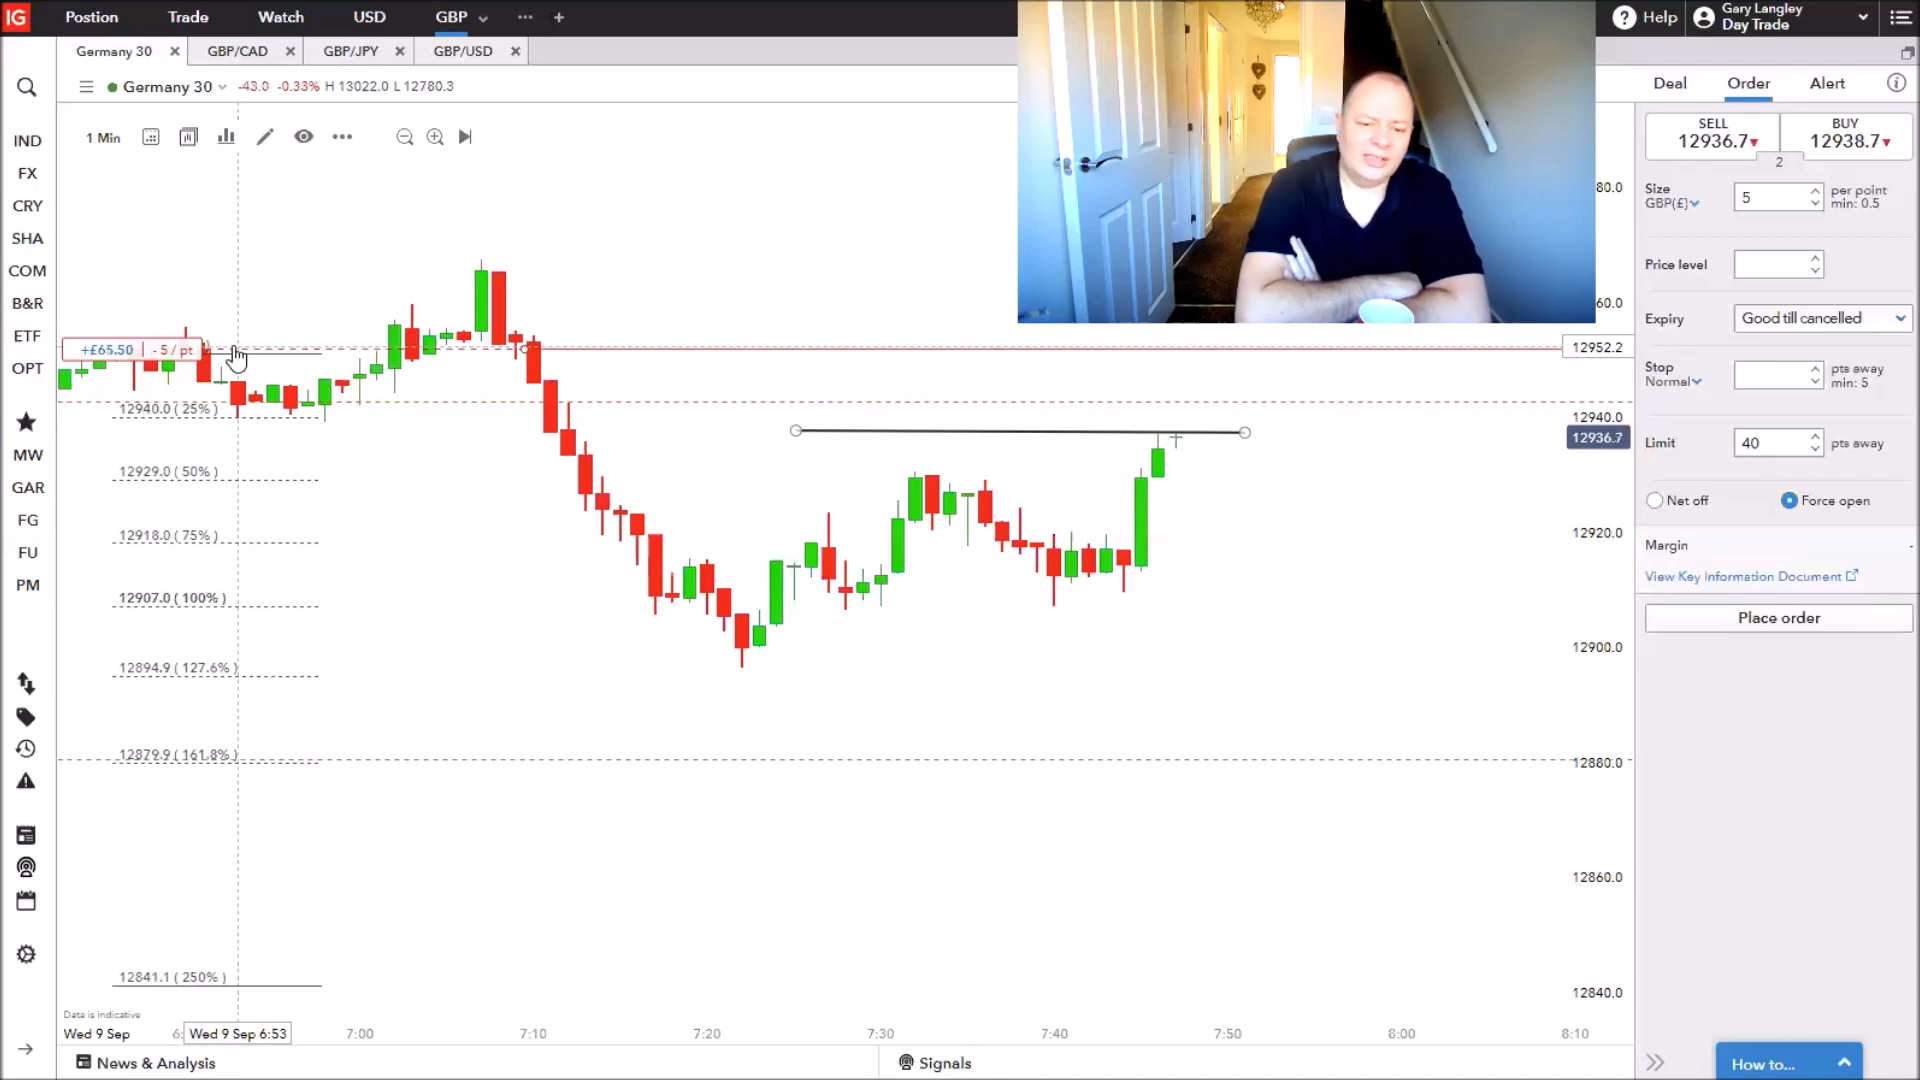 IG Postion Trade Watch USD GBP Help Gary Langley
Day Trade
Germany 30 GBP/CAD GBP/JPY GBP/USD
Germany 30 -43.0 -0.33% H 13022.0 L 12780.3
1 Min
IND
FX
CRY
SHA
COM
B&R
ETF
OPT
MW
GAR
FG
FU
PM
+£65.50 - 5 / pt
12940.0 ( 25% )
12929.0 ( 50% )
12918.0 ( 75% )
12907.0 ( 100% )
12894.9 ( 127.6% )
12879.9 ( 161.8% )
12841.1 ( 250% )
80.0
60.0
12952.2
12940.0
12936.7
12920.0
12900.0
12880.0
12860.0
12840.0
Data is indicative
Wed 9 Sep 6: Wed 9 Sep 6:53 7:00 7:10 7:20 7:30 7:40 7:50 8:00 8:10
News & Analysis Signals
Deal Order Alert
SELL BUY
12936.7 12938.7
2
Size 5 per point
GBP(£) min: 0.5
Price level
Expiry Good till cancelled
Stop pts away
Normal min: 5
Limit 40 pts away
Net off Force open
Margin -
View Key Information Document
Place order
How to...